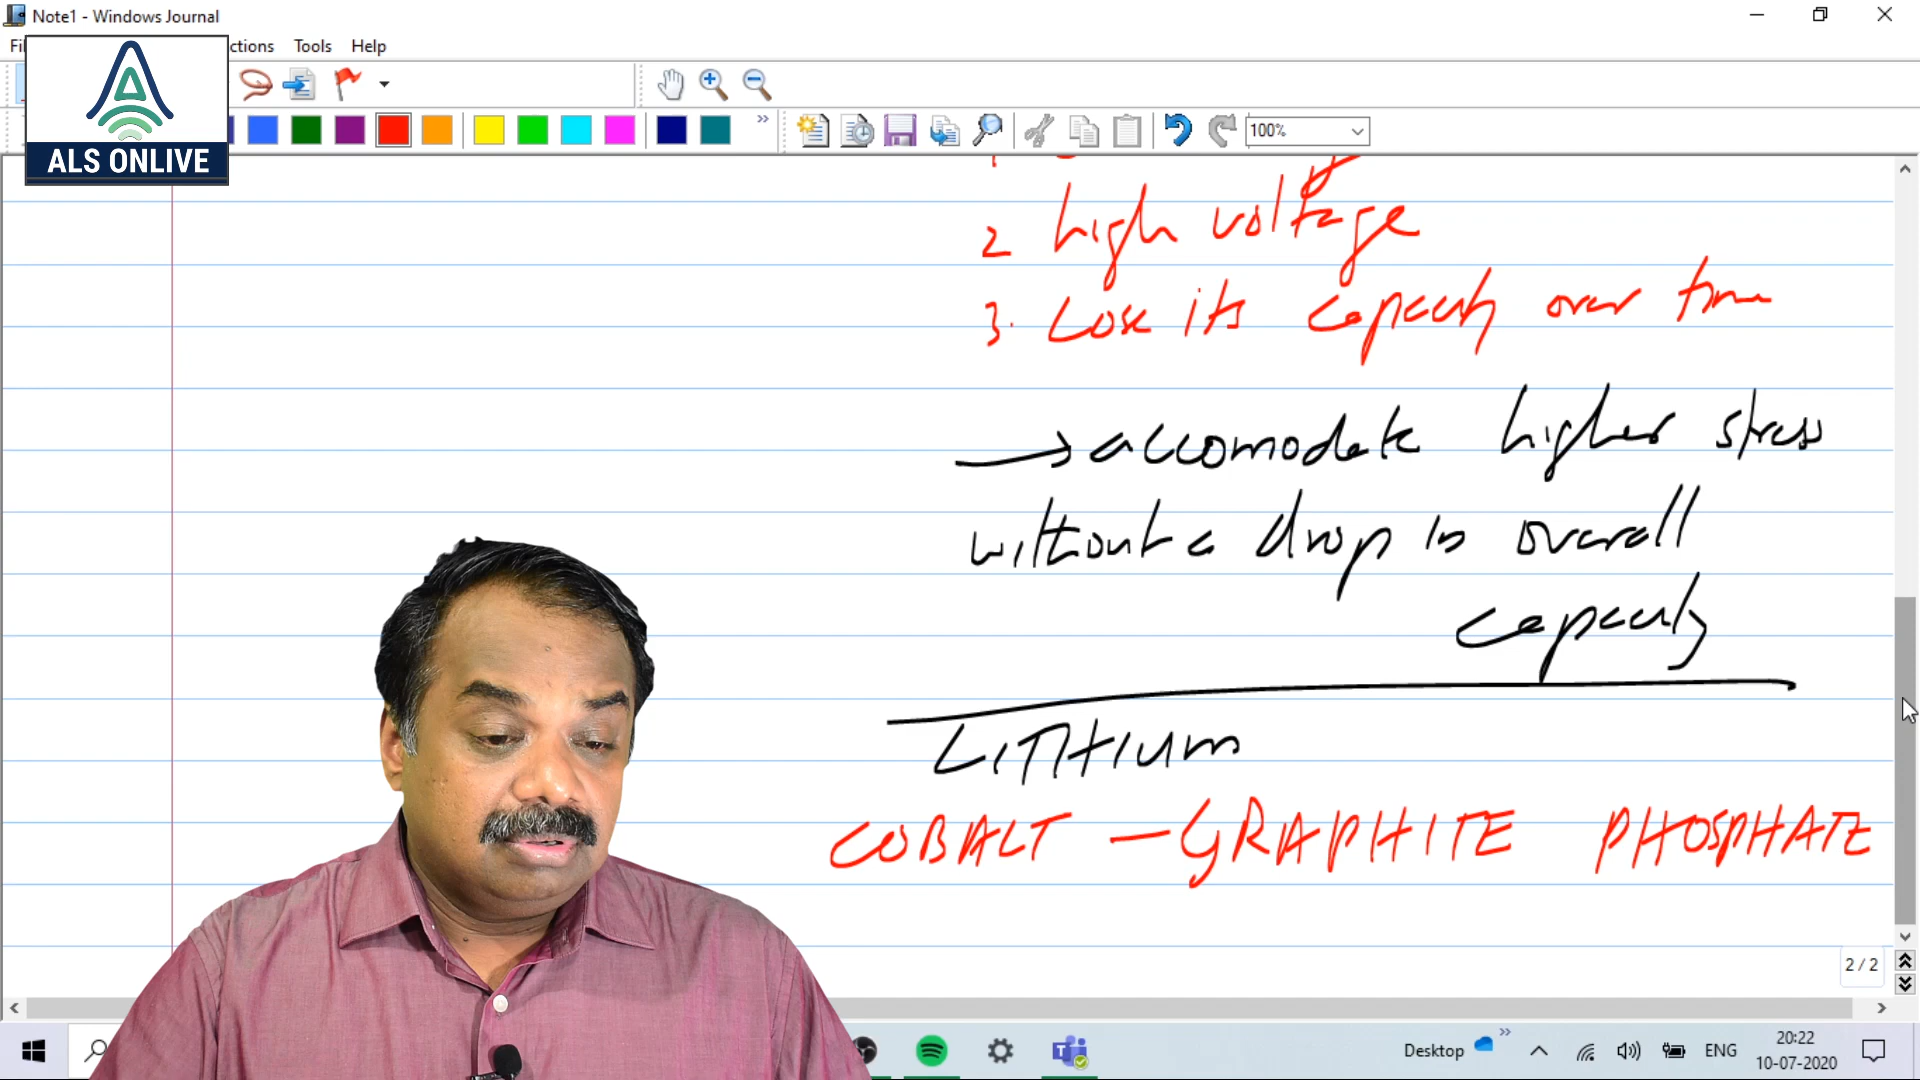 Note1 - Windows Journal
ctions Tools Help
ALS ONLIVE
100%
2 high voltage
3. Lose its capacity over time
→ accomodate higher stress
without a drop in overall
capacity
LITHIUM
COBALT - GRAPHITE PHOSPHATE
2 / 2
Desktop
ENG
20:22
10-07-2020